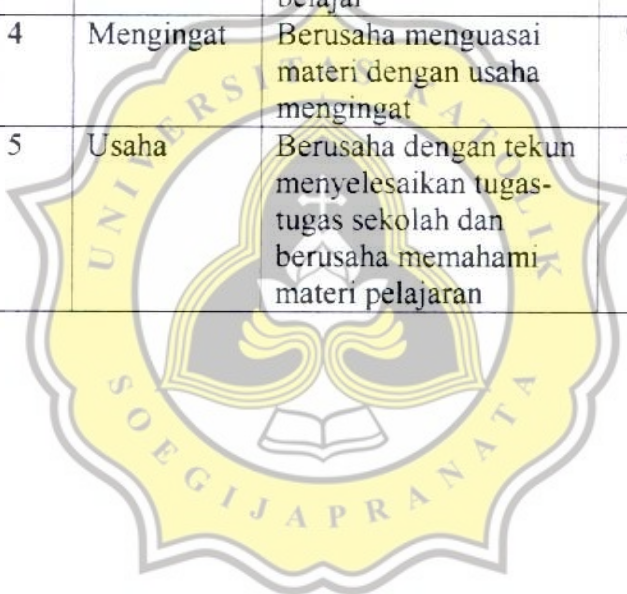 belajar
4 Mengingat Berusaha menguasai
materi dengan usaha
mengingat
5 Usaha Berusaha dengan tekun
menyelesaikan tugas-
tugas sekolah dan
berusaha memahami
materi pelajaran
UNIVERSITAS KATOLIK
SOEGIJAPRANATA